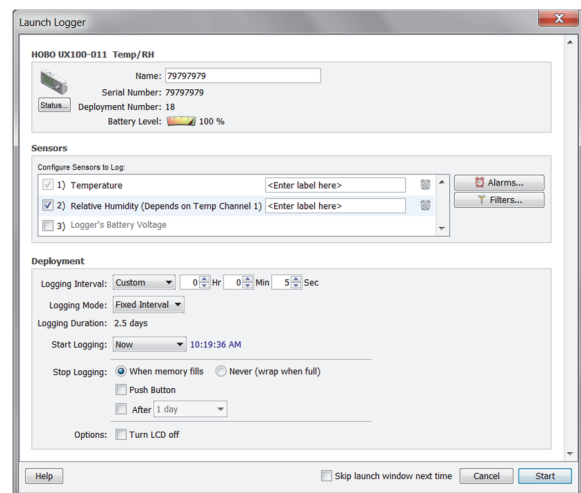 Launch Logger
HOBO UX100-011 Temp/RH
Name: 79797979
Serial Number: 79797979
Status... Deployment Number: 18
Battery Level: 100 %
Sensors
Configure Sensors to Log:
1) Temperature <Enter label here> Alarms...
2) Relative Humidity (Depends on Temp Channel 1) <Enter label here> Filters...
3) Logger's Battery Voltage
Deployment
Logging Interval: Custom 0 Hr 0 Min 5 Sec
Logging Mode: Fixed Interval
Logging Duration: 2.5 days
Start Logging: Now 10:19:36 AM
Stop Logging: When memory fills Never (wrap when full)
Push Button
After 1 day
Options: Turn LCD off
Help Skip launch window next time Cancel Start